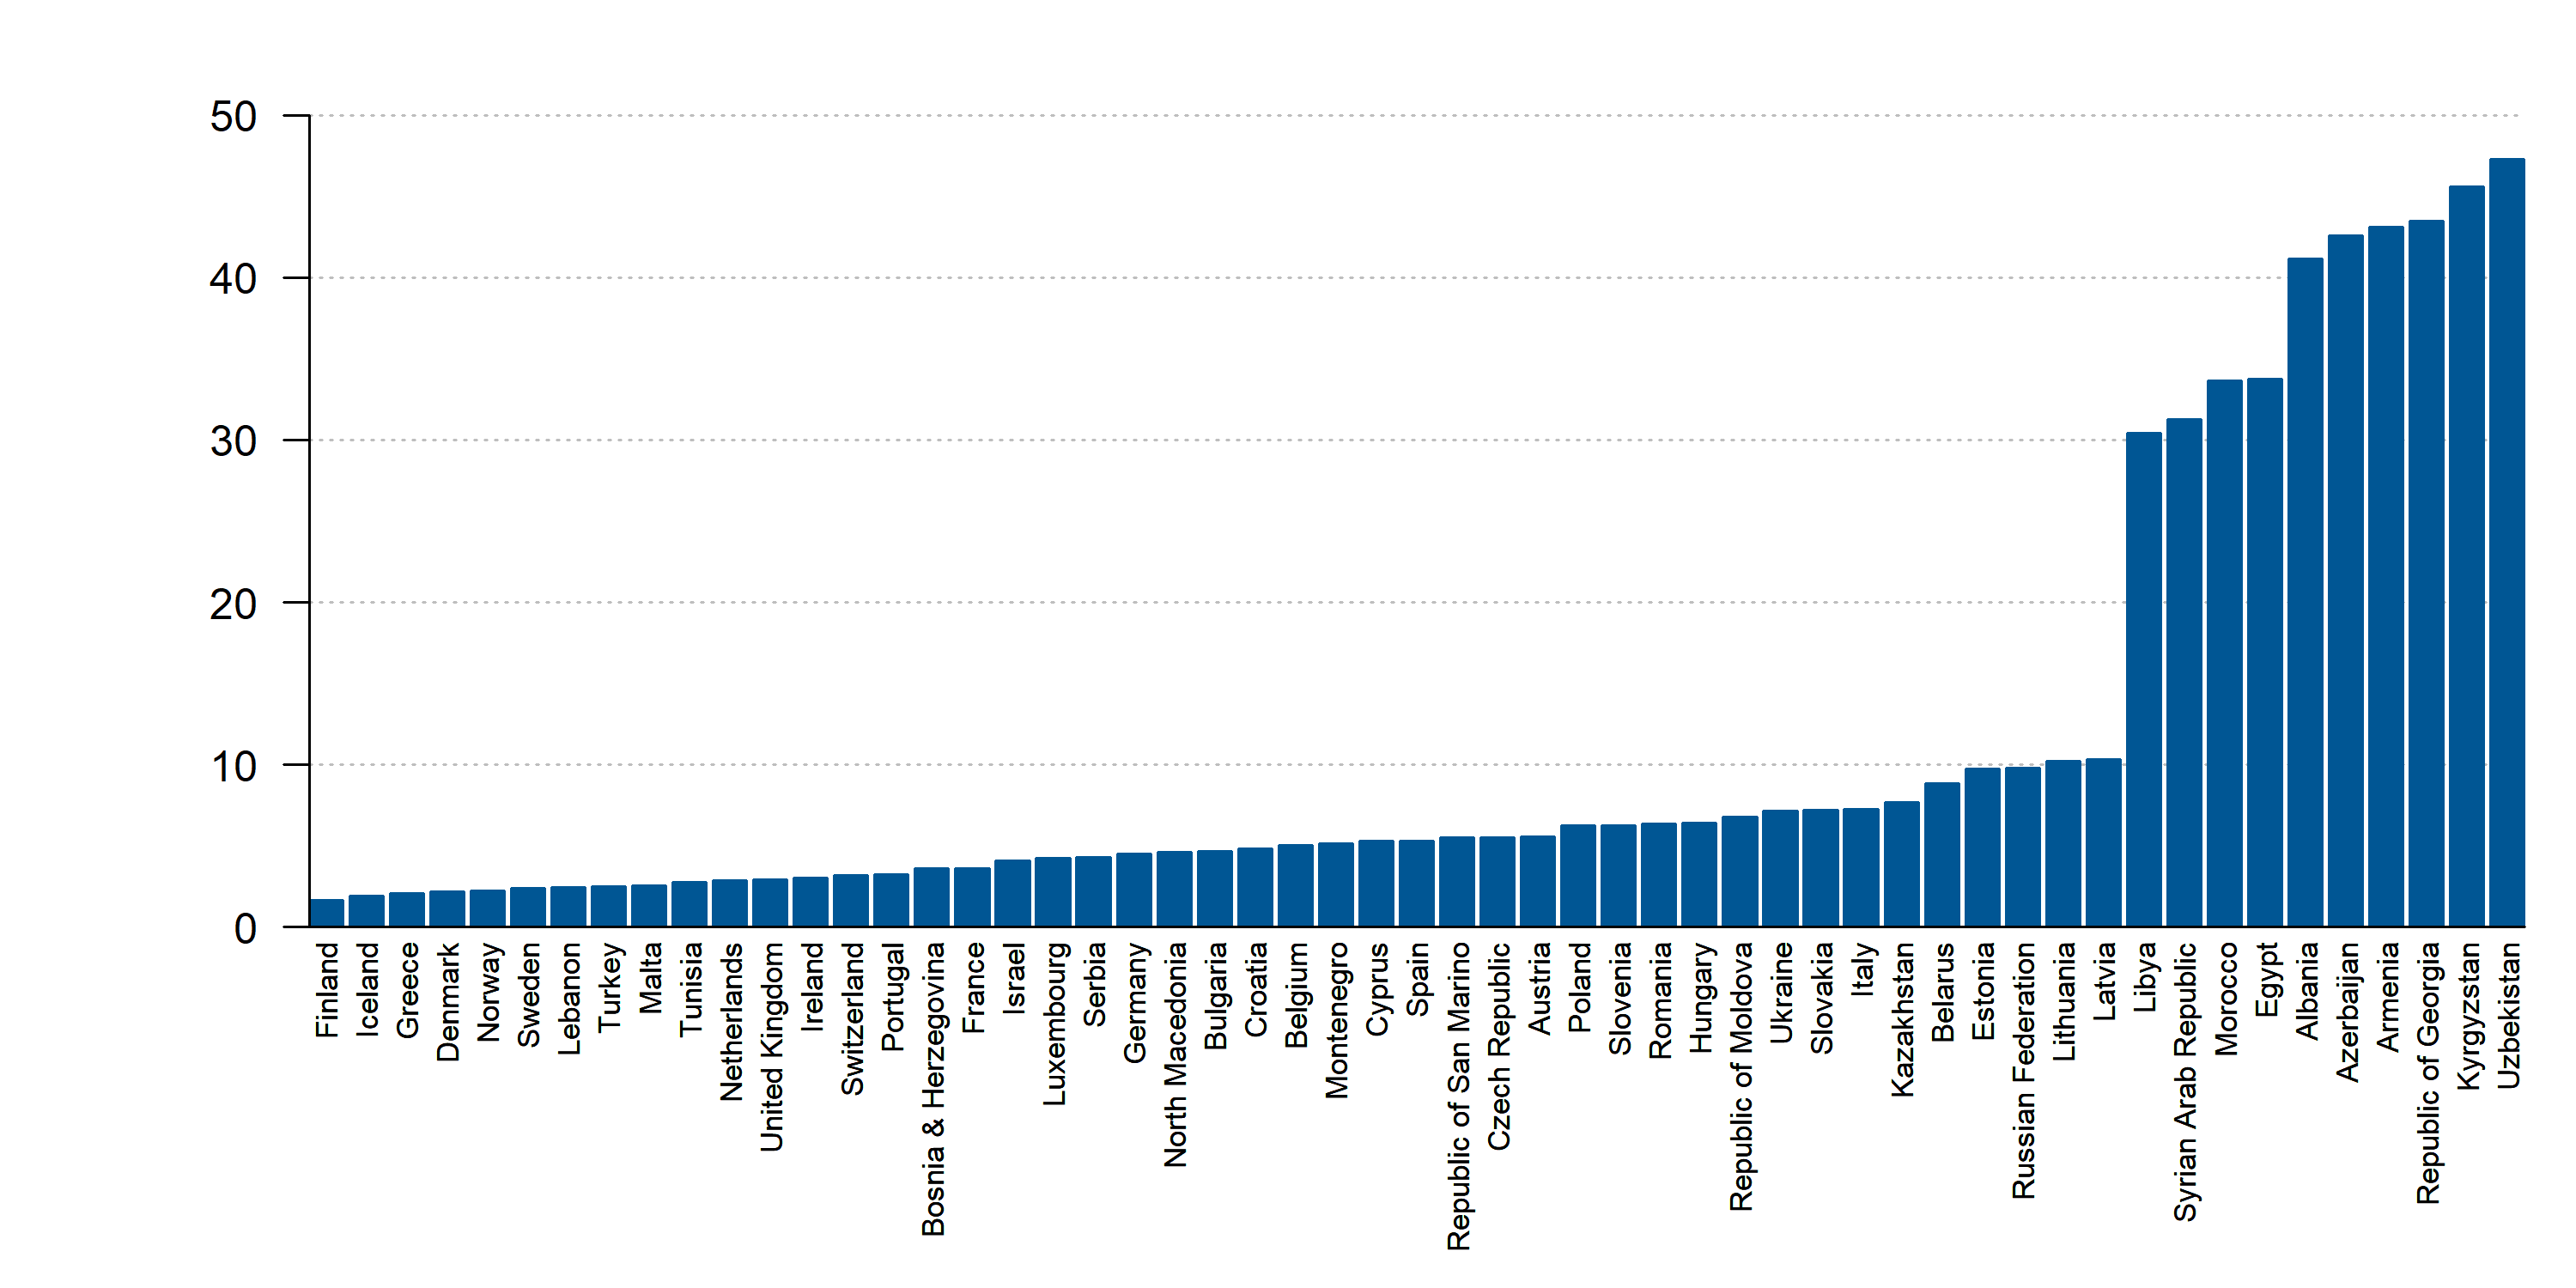 50
40
30
20
10
0
Finland
Iceland
Greece
Denmark
Norway
Sweden
Lebanon
Turkey
Malta
Tunisia
Netherlands
United Kingdom
Ireland
Switzerland
Portugal
Bosnia & Herzegovina
France
Israel
Luxembourg
Serbia
Germany
North Macedonia
Bulgaria
Croatia
Belgium
Montenegro
Cyprus
Spain
Republic of San Marino
Czech Republic
Austria
Poland
Slovenia
Romania
Hungary
Republic of Moldova
Ukraine
Slovakia
Italy
Kazakhstan
Belarus
Estonia
Russian Federation
Lithuania
Latvia
Libya
Syrian Arab Republic
Morocco
Egypt
Albania
Azerbaijan
Armenia
Republic of Georgia
Kyrgyzstan
Uzbekistan